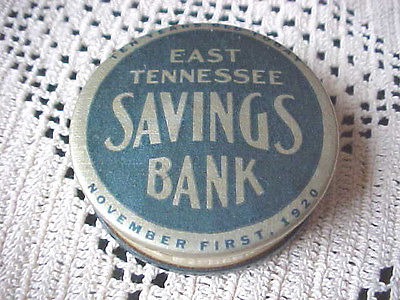 EAST
TENNESSEE
SAVINGS
BANK
NOVEMBER FIRST, 1920